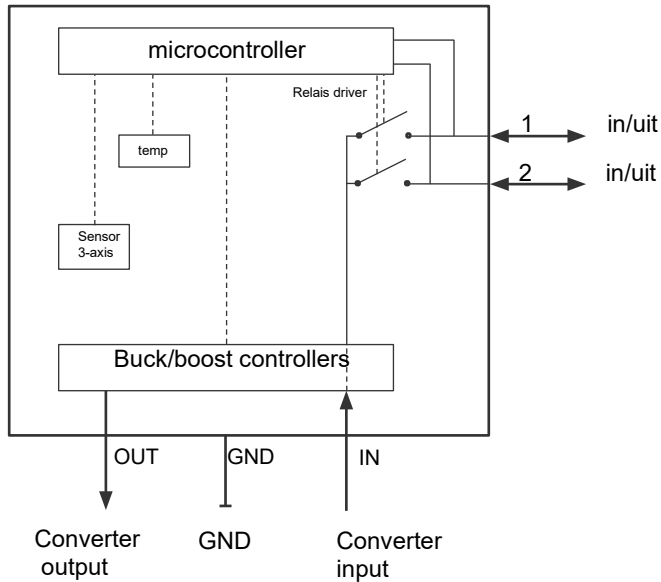 microcontroller
Relais driver
temp
1 in/uit
2 in/uit
Sensor
3-axis
Buck/boost controllers
OUT GND IN
Converter
output
GND
Converter
input